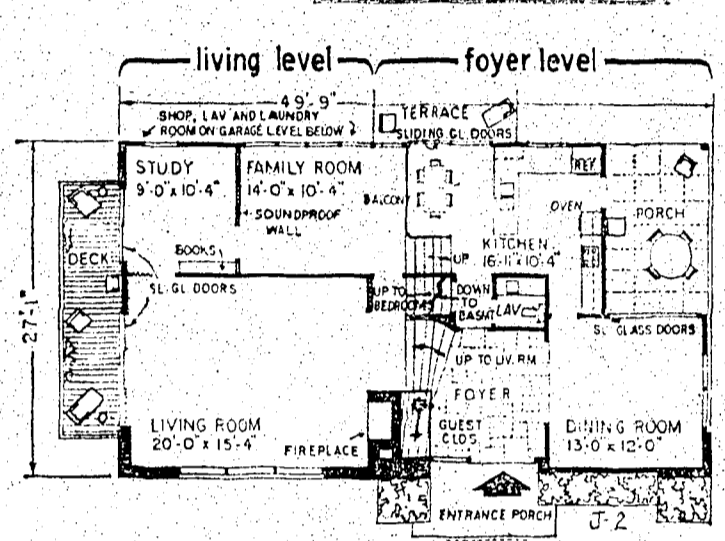 living level
foyer level
49'-9"
SHOP, LAV AND LAUNDRY
ROOM ON GARAGE LEVEL BELOW
TERRACE
SLIDING GL. DOORS
STUDY
9'-0" x 10'-4"
FAMILY ROOM
14'-0" x 10'-4"
SOUNDPROOF
WALL
BALCONY
REF
OVEN
PORCH
DECK
BOOKS
SL. GL. DOORS
UP
KITCHEN
16'-11" x 10'-4"
UP TO
BEDROOMS
DOWN
TO
BASMT
LAV
SL. GLASS DOORS
27'-1"
UP TO LIV. RM.
FOYER
LIVING ROOM
20'-0" x 15'-4"
FIREPLACE
GUEST
CLOS.
DINING ROOM
13'-0" x 12'-0"
ENTRANCE PORCH
J-2